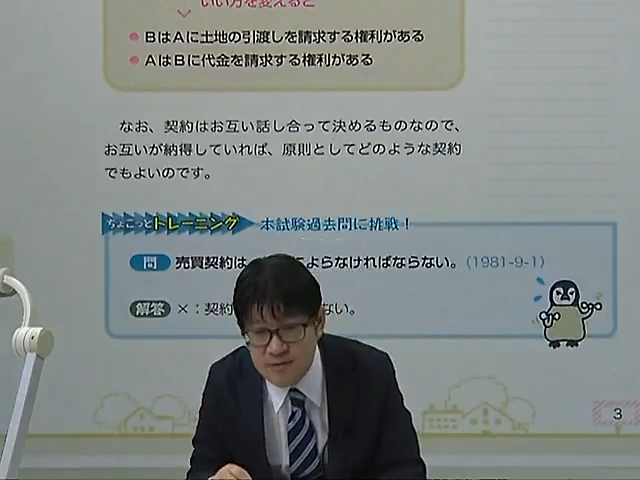 いい方を変えると
● BはAに土地の引渡しを請求する権利がある
● AはBに代金を請求する権利がある
なお、契約はお互い話し合って決めるものなので、
お互いが納得していれば、原則としてどのような契約
でもよいのです。
ちょこっとトレーニング 本試験過去問に挑戦！
問 売買契約は よらなければならない。(1981-9-1)
解答 ×：契約 ない。
3